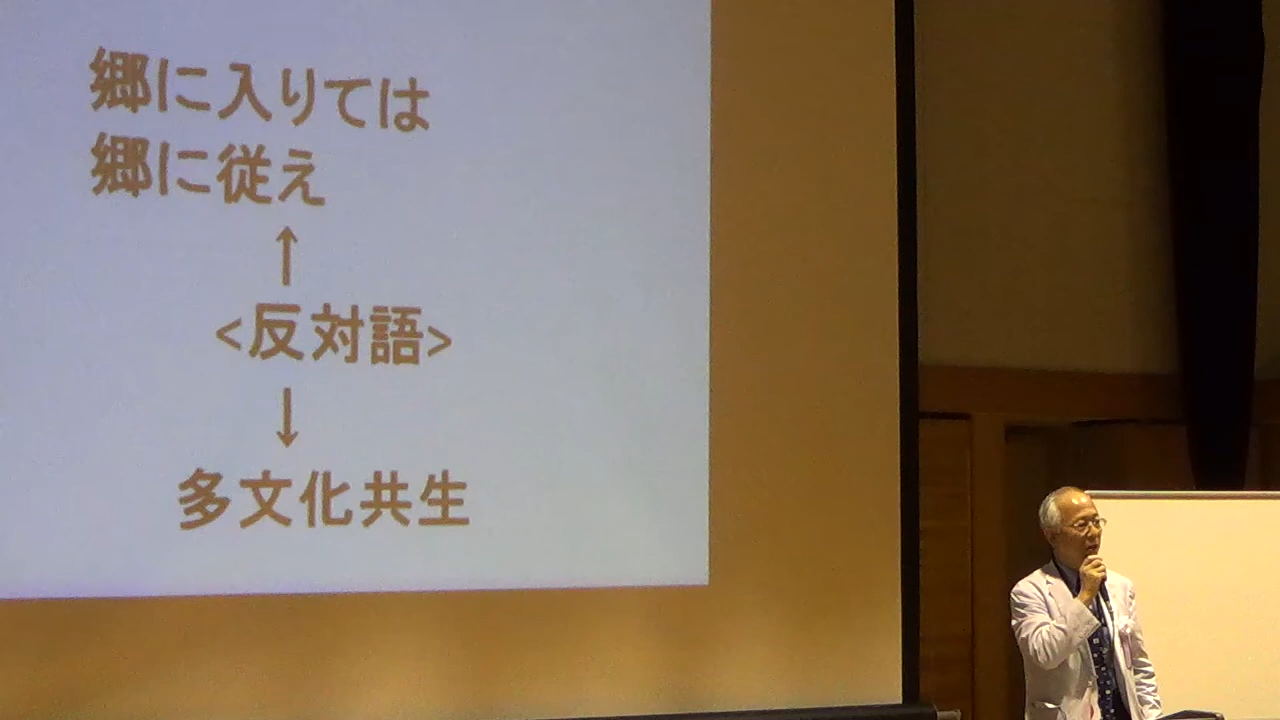 郷に入りては
郷に従え
↑
<反対語>
↓
多文化共生